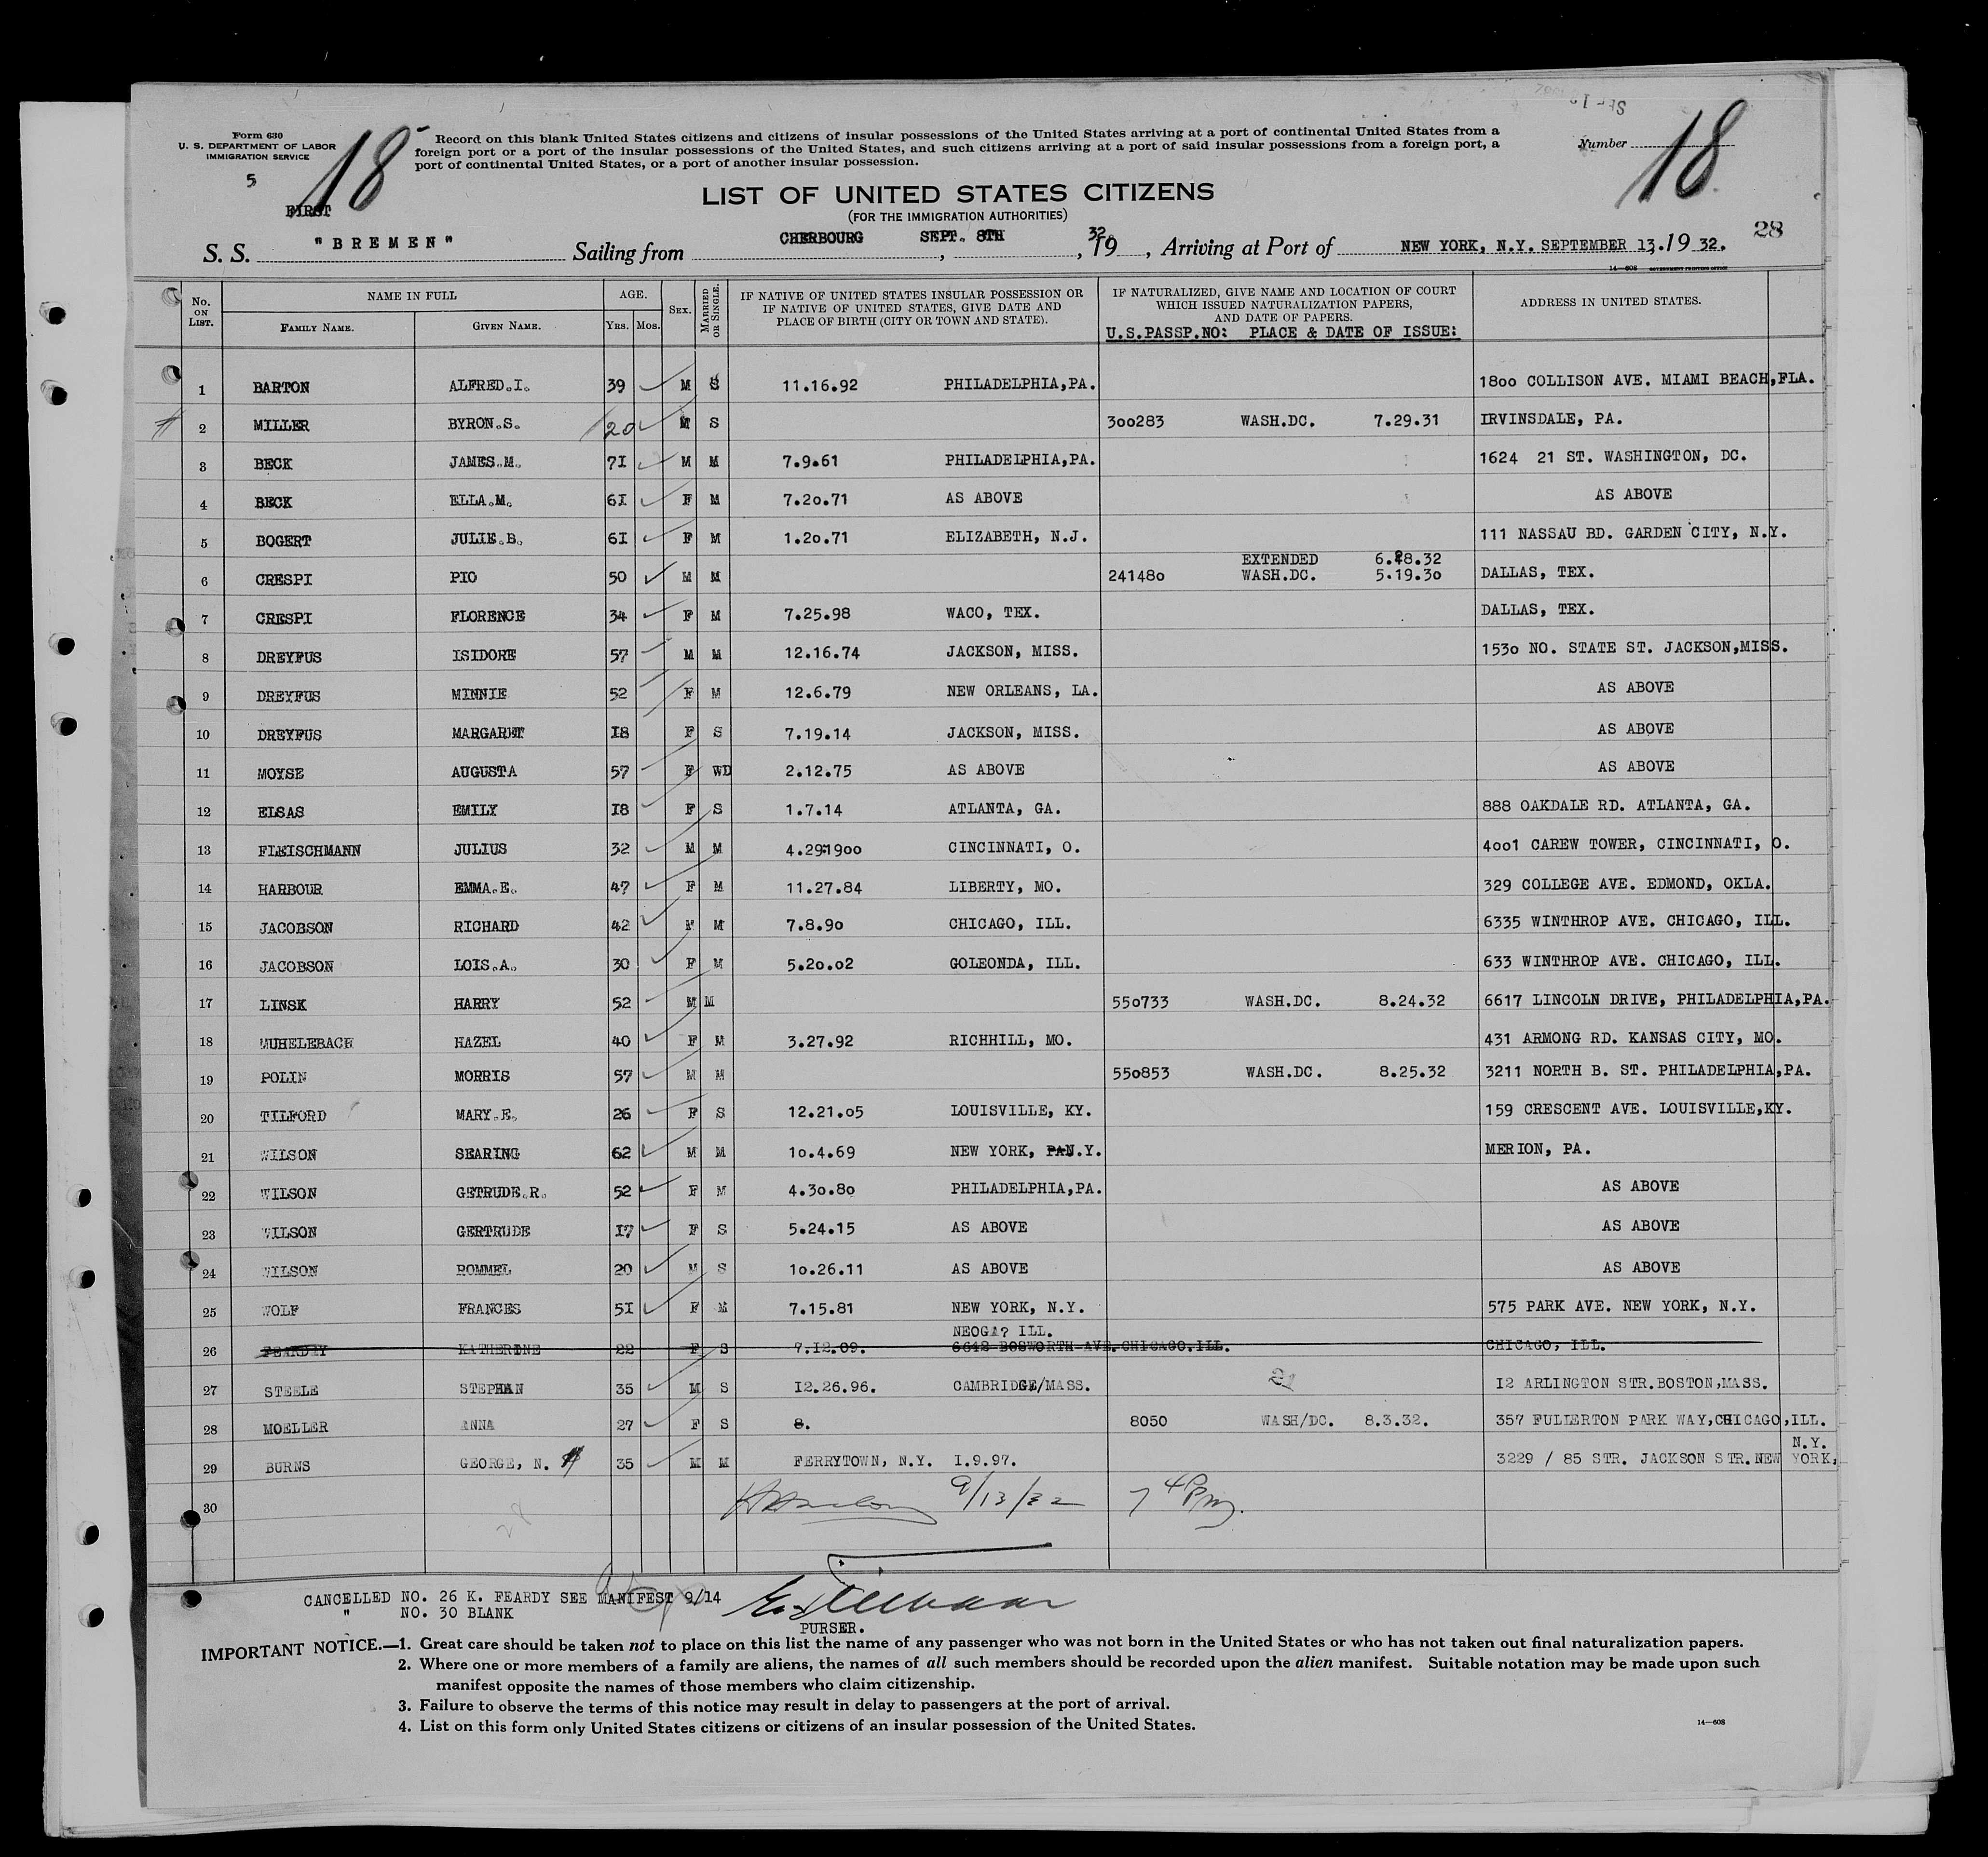 Form 630
U. S. DEPARTMENT OF LABOR
IMMIGRATION SERVICE
5
18
Record on this blank United States citizens and citizens of insular possessions of the United States arriving at a port of continental United States from a
foreign port or a port of the insular possessions of the United States, and such citizens arriving at a port of said insular possessions from a foreign port, a
port of continental United States, or a port of another insular possession.
Number 18
LIST OF UNITED STATES CITIZENS
(FOR THE IMMIGRATION AUTHORITIES)
FIRST
28
S. S. "BREMEN" Sailing from CHERBOURG , SEPT. 8TH , 1932. , Arriving at Port of NEW YORK, N.Y. SEPTEMBER 13.1932.
14—608 GOVERNMENT PRINTING OFFICE
No. ON LIST. NAME IN FULL FAMILY NAME. GIVEN NAME. AGE. YRS. MOS. SEX. MARRIED OR SINGLE. IF NATIVE OF UNITED STATES INSULAR POSSESSION OR IF NATIVE OF UNITED STATES, GIVE DATE AND PLACE OF BIRTH (CITY OR TOWN AND STATE). IF NATURALIZED, GIVE NAME AND LOCATION OF COURT WHICH ISSUED NATURALIZATION PAPERS, AND DATE OF PAPERS. ADDRESS IN UNITED STATES.
U.S.PASSP.NO: PLACE & DATE OF ISSUE:
1 BARTON ALFRED.I. 39 M S 11.16.92 PHILADELPHIA,PA. 1800 COLLISON AVE. MIAMI BEACH,FLA.
2 MILLER BYRON.S. 20 M S 300283 WASH.DC. 7.29.31 IRVINSDALE, PA.
3 BECK JAMES.M. 71 M M 7.9.61 PHILADELPHIA,PA. 1624 21 ST. WASHINGTON, DC.
4 BECK ELLA.M. 61 F M 7.20.71 AS ABOVE AS ABOVE
5 BOGERT JULIE.B. 61 F M 1.20.71 ELIZABETH, N.J. 111 NASSAU BD. GARDEN CITY, N.Y.
EXTENDED 6.28.32
6 CRESPI PIO 50 M M 241480 WASH.DC. 5.19.30 DALLAS, TEX.
7 CRESPI FLORENCE 34 F M 7.25.98 WACO, TEX. DALLAS, TEX.
8 DREYFUS ISIDORE 57 M M 12.16.74 JACKSON, MISS. 1530 NO. STATE ST. JACKSON,MISS.
9 DREYFUS MINNIE 52 F M 12.6.79 NEW ORLEANS, LA. AS ABOVE
10 DREYFUS MARGARET 18 F S 7.19.14 JACKSON, MISS. AS ABOVE
11 MOYSE AUGUSTA 57 F WD 2.12.75 AS ABOVE AS ABOVE
12 ELSAS EMILY 18 F S 1.7.14 ATLANTA, GA. 888 OAKDALE RD. ATLANTA, GA.
13 FLEISCHMANN JULIUS 32 M M 4.29.1900 CINCINNATI, O. 4001 CAREW TOWER, CINCINNATI, O.
14 HARBOUR EMMA.E. 47 F M 11.27.84 LIBERTY, MO. 329 COLLEGE AVE. EDMOND, OKLA.
15 JACOBSON RICHARD 42 M M 7.8.90 CHICAGO, ILL. 6335 WINTHROP AVE. CHICAGO, ILL.
16 JACOBSON LOIS.A. 30 F M 5.20.02 GOLEONDA, ILL. 633 WINTHROP AVE. CHICAGO, ILL.
17 LINSK HARRY 52 M M 550733 WASH.DC. 8.24.32 6617 LINCOLN DRIVE, PHILADELPHIA,PA.
18 MUHELEBACH HAZEL 40 F M 3.27.92 RICHHILL, MO. 431 ARMONG RD. KANSAS CITY, MO.
19 POLIN MORRIS 57 M M 550853 WASH.DC. 8.25.32 3211 NORTH B. ST. PHILADELPHIA,PA.
20 TILFORD MARY.E. 26 F S 12.21.05 LOUISVILLE, KY. 159 CRESCENT AVE. LOUISVILLE,KY.
21 WILSON SEARING 62 M M 10.4.69 NEW YORK, PA N.Y. MERION, PA.
22 WILSON GETRUDE.R. 52 F M 4.30.80 PHILADELPHIA,PA. AS ABOVE
23 WILSON GERTRUDE 17 F S 5.24.15 AS ABOVE AS ABOVE
24 WILSON ROMMEL 20 M S 10.26.11 AS ABOVE AS ABOVE
25 WOLF FRANCES 51 F M 7.15.81 NEW YORK, N.Y. 575 PARK AVE. NEW YORK, N.Y.
NEOGA? ILL.
26 FEARDY KATHERINE 22 F S 7.12.09. 6642 BOSWORTH AVE.CHICAGO.ILL. CHICAGO, ILL.
27 STEELE STEPHAN 35 M S 12.26.96. CAMBRIDGE/MASS. 21 12 ARLINGTON STR.BOSTON,MASS.
28 MOELLER ANNA 27 F S 8. 8050 WASH/DC. 8.3.32. 357 FULLERTON PARK WAY,CHICAGO,ILL.
29 BURNS GEORGE, N. 35 M M FERRYTOWN, N.Y. 1.9.97. 3229 / 85 STR. JACKSON STR.NEW YORK, N.Y.
30 9/13/32 7 40 PM.
28
CANCELLED NO. 26 K. FEARDY SEE MANIFEST 9/14
" NO. 30 BLANK
PURSER.
IMPORTANT NOTICE.—1. Great care should be taken not to place on this list the name of any passenger who was not born in the United States or who has not taken out final naturalization papers.
2. Where one or more members of a family are aliens, the names of all such members should be recorded upon the alien manifest. Suitable notation may be made upon such
manifest opposite the names of those members who claim citizenship.
3. Failure to observe the terms of this notice may result in delay to passengers at the port of arrival.
4. List on this form only United States citizens or citizens of an insular possession of the United States.
14—608